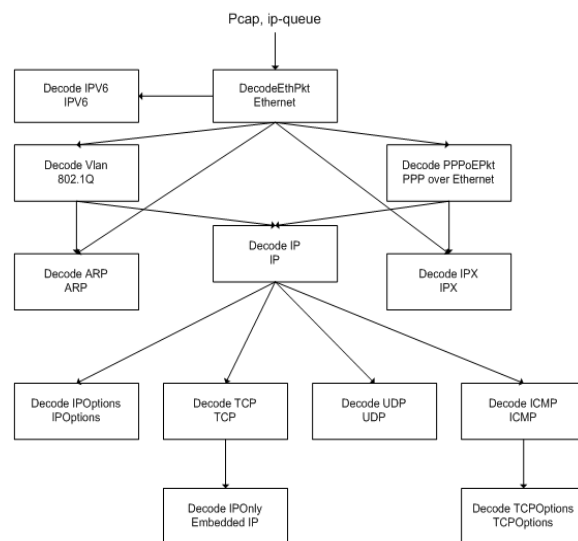 Pcap, ip-queue
Decode IPV6
IPV6
DecodeEthPkt
Ethernet
Decode Vlan
802.1Q
Decode PPPoEPkt
PPP over Ethernet
Decode IP
IP
Decode ARP
ARP
Decode IPX
IPX
Decode IPOptions
IPOptions
Decode TCP
TCP
Decode UDP
UDP
Decode ICMP
ICMP
Decode IPOnly
Embedded IP
Decode TCPOptions
TCPOptions